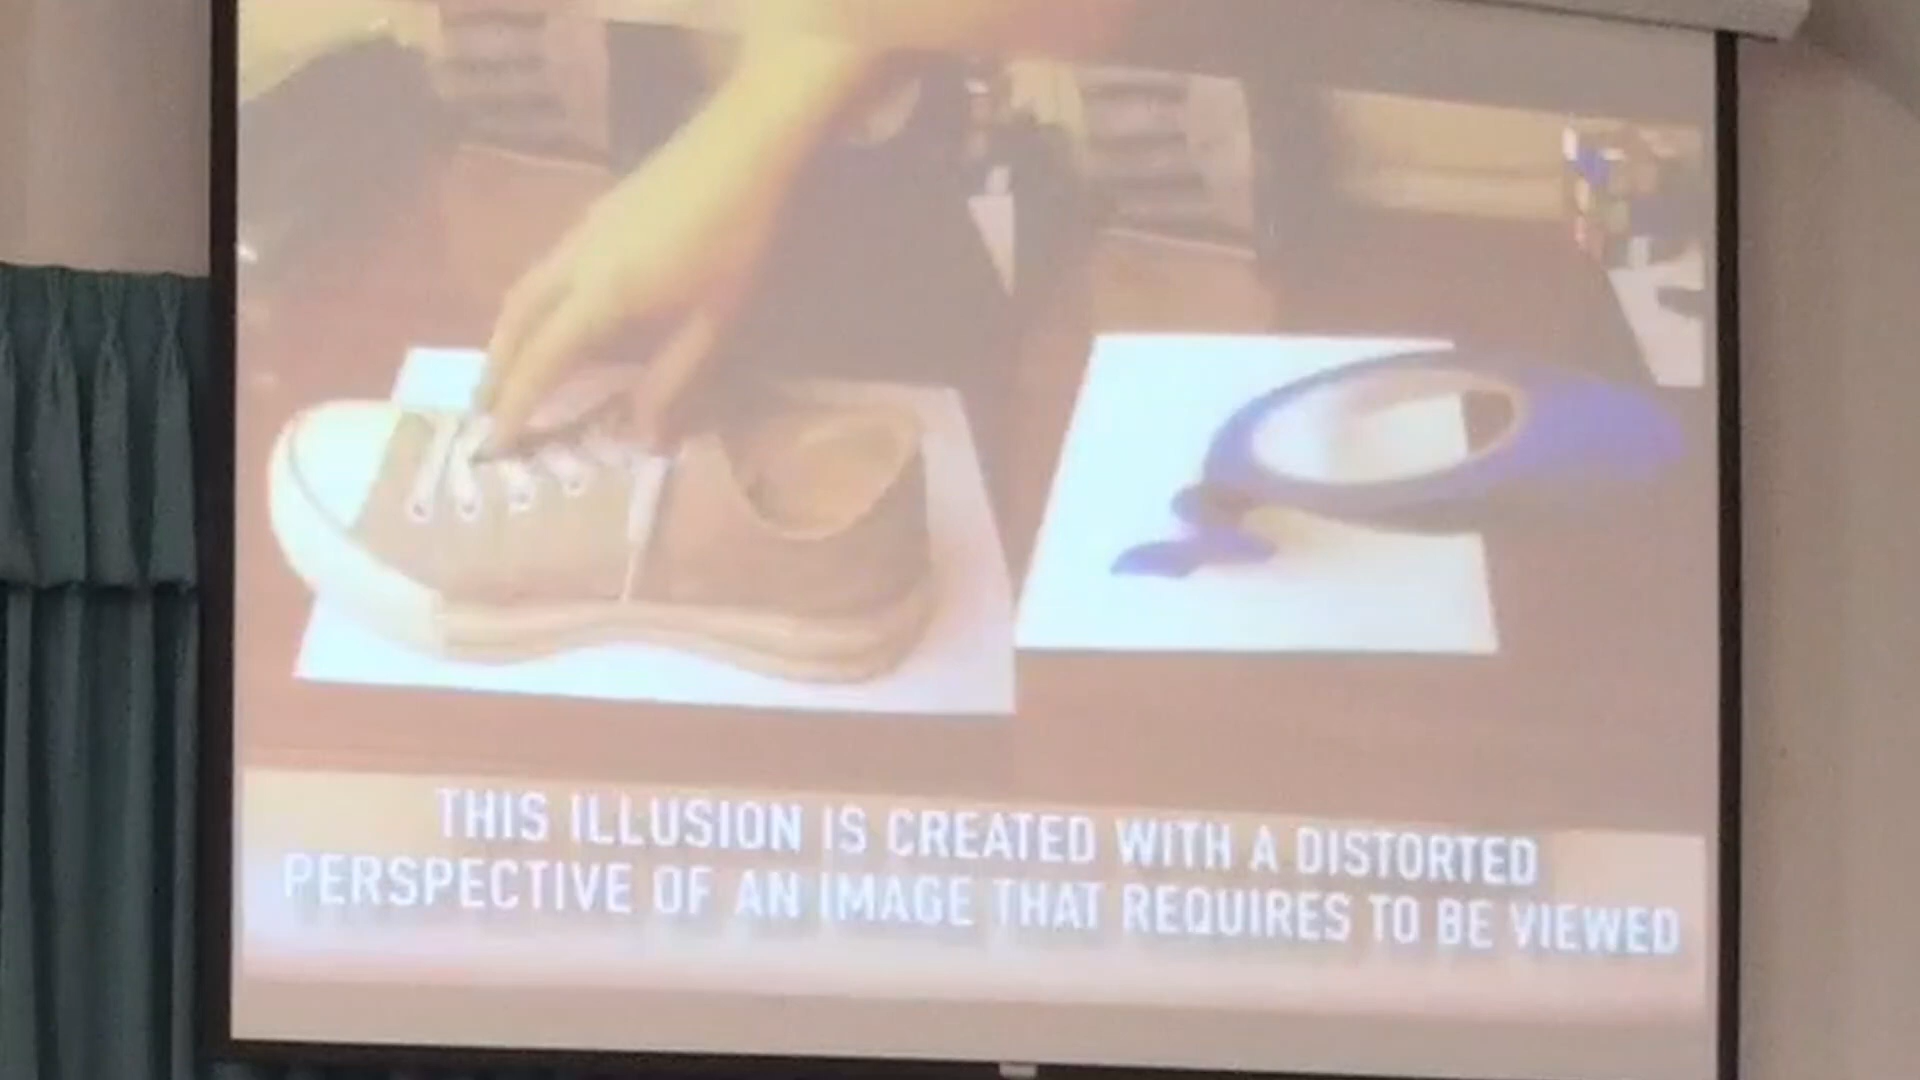 THIS ILLUSION IS CREATED WITH A DISTORTED
PERSPECTIVE OF AN IMAGE THAT REQUIRES TO BE VIEWED